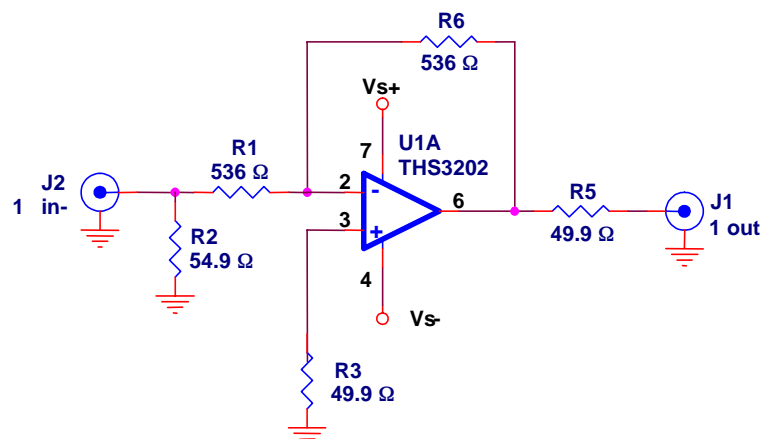 R6
536 Ω
Vs+
U1A
THS3202
7
R1
536 Ω
J2
1 in-
2
-
3
+
6
R5
49.9 Ω
J1
1 out
R2
54.9 Ω
4
Vs-
R3
49.9 Ω